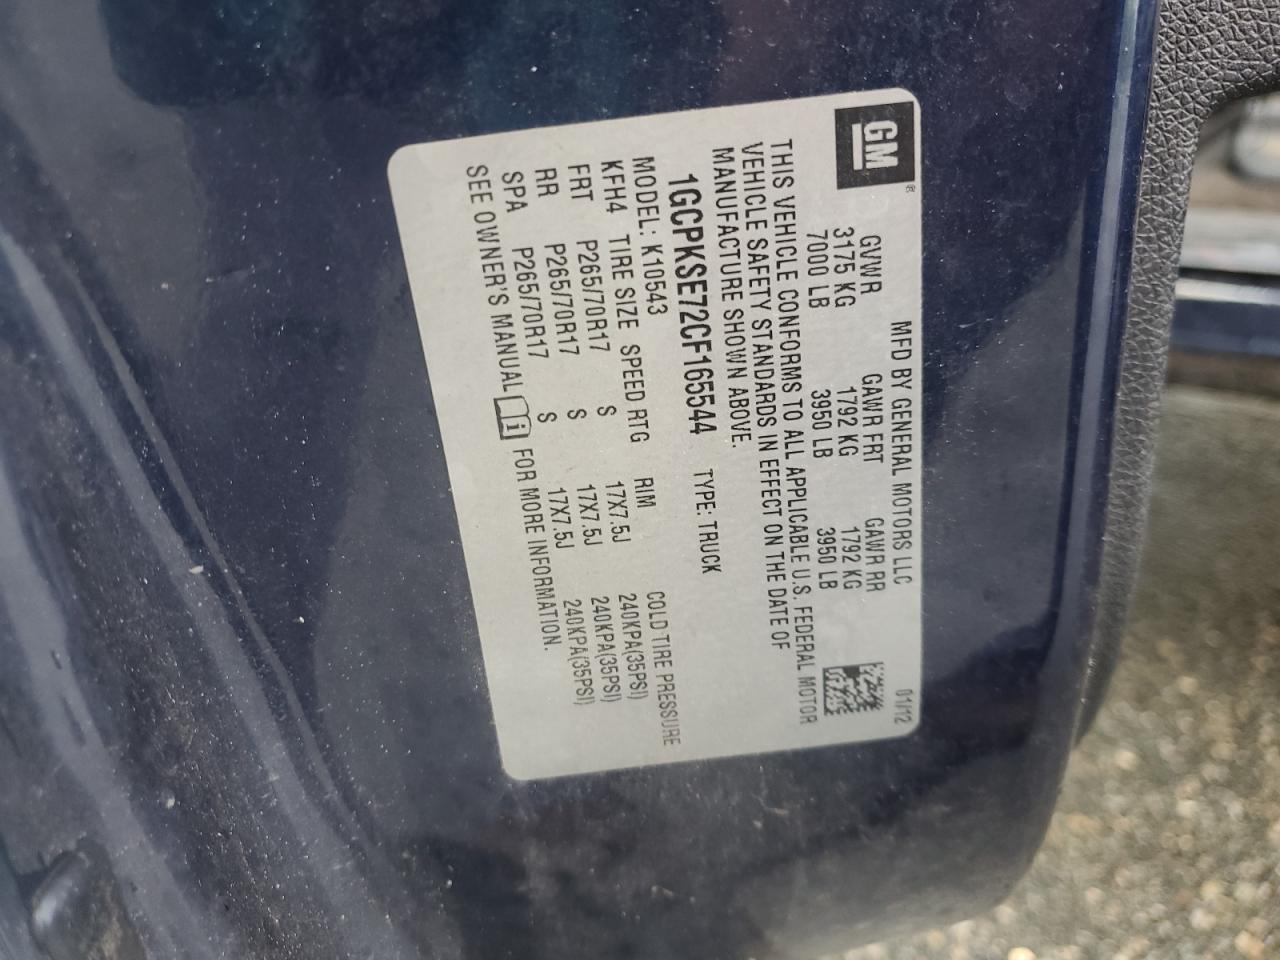 GM®
MFD BY GENERAL MOTORS LLC 01/12
GVWR GAWR FRT GAWR RR
3175 KG 1792 KG 1792 KG
7000 LB 3950 LB 3950 LB
THIS VEHICLE CONFORMS TO ALL APPLICABLE U.S. FEDERAL MOTOR
VEHICLE SAFETY STANDARDS IN EFFECT ON THE DATE OF
MANUFACTURE SHOWN ABOVE.
1GCPKSE72CF165544 TYPE: TRUCK
MODEL: K10543
KFH4 TIRE SIZE SPEED RTG RIM COLD TIRE PRESSURE
FRT P265/70R17 S 17X7.5J 240KPA(35PSI)
RR P265/70R17 S 17X7.5J 240KPA(35PSI)
SPA P265/70R17 S 17X7.5J 240KPA(35PSI)
SEE OWNER'S MANUAL i FOR MORE INFORMATION.